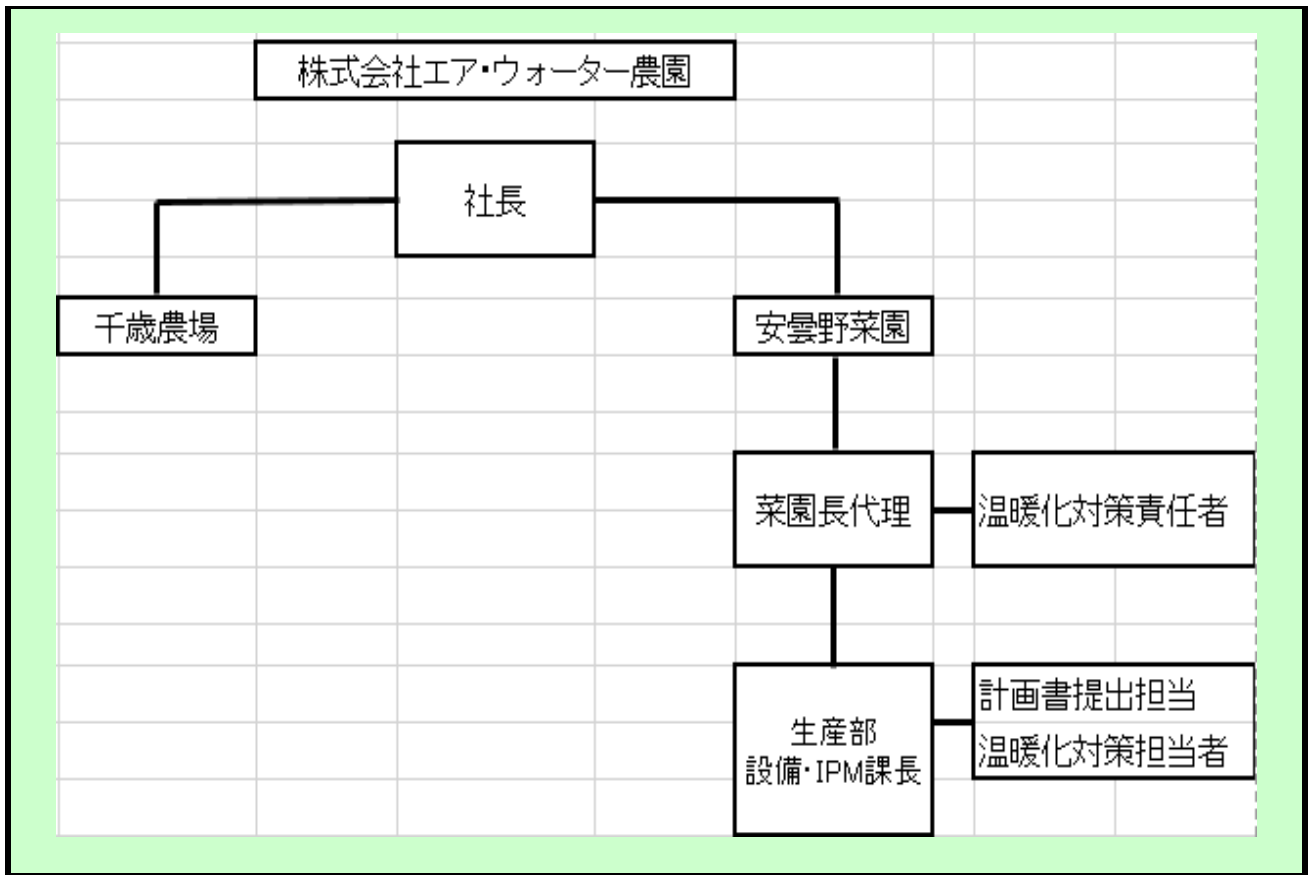 株式会社エア・ウォーター農園
社長
千歳農場
安曇野菜園
菜園長代理
温暖化対策責任者
生産部
設備・IPM課長
計画書提出担当
温暖化対策担当者